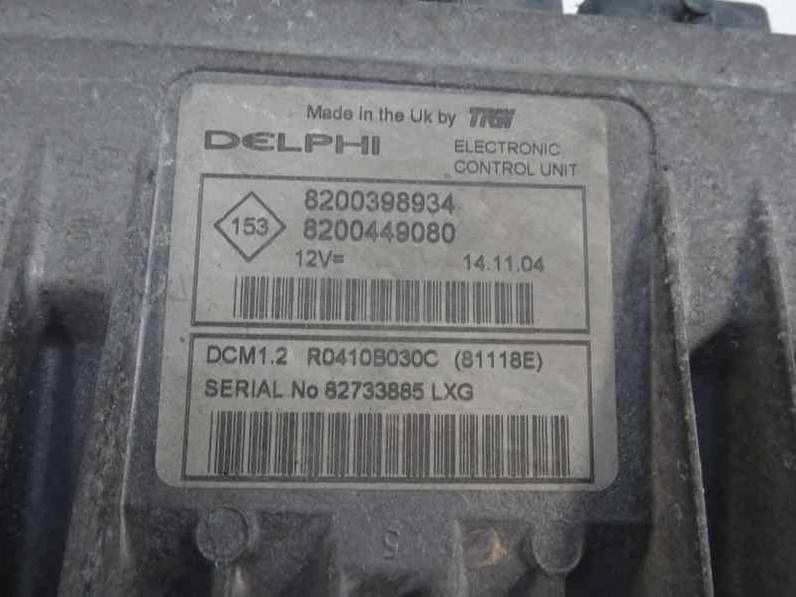 Made in the Uk by TRW
DELPHI
ELECTRONIC
CONTROL UNIT
153
8200398934
8200449080
12V= 14.11.04
DCM1.2 R0410B030C (81118E)
SERIAL No 82733885 LXG
5